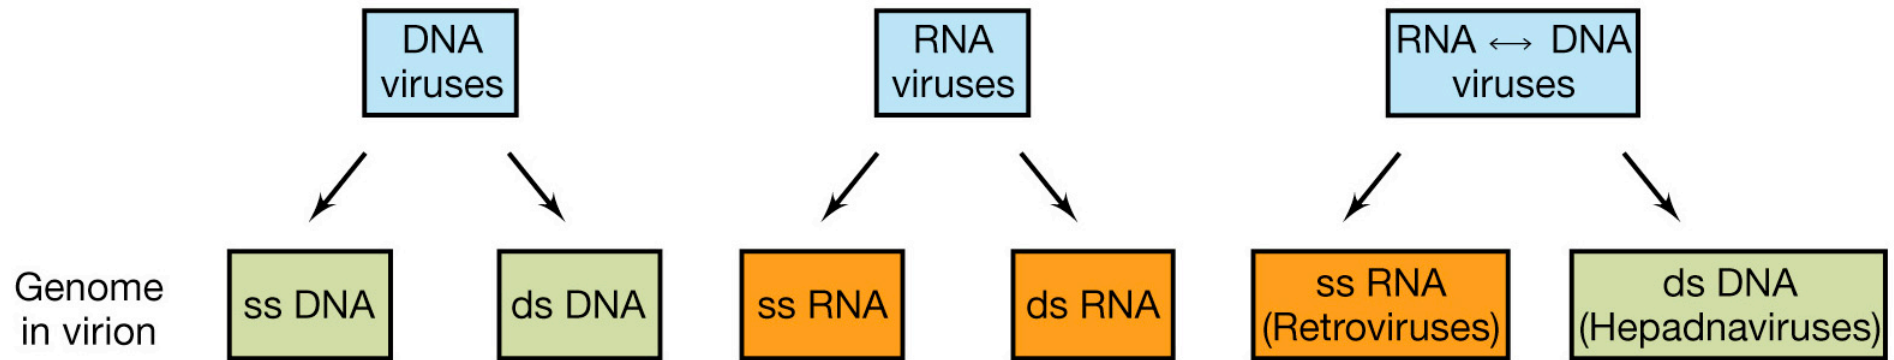 DNA
viruses
RNA
viruses
RNA ↔ DNA
viruses
Genome
in virion
ss DNA
ds DNA
ss RNA
ds RNA
ss RNA
(Retroviruses)
ds DNA
(Hepadnaviruses)